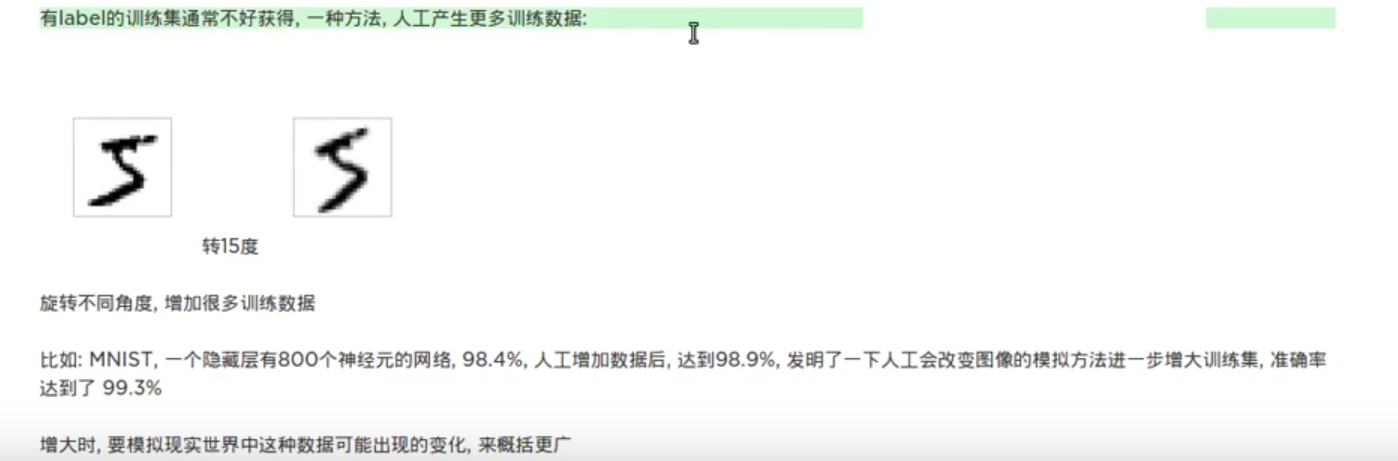 有label的训练集通常不好获得, 一种方法, 人工产生更多训练数据:
5 5
转15度
旋转不同角度, 增加很多训练数据
比如: MNIST, 一个隐藏层有800个神经元的网络, 98.4%, 人工增加数据后, 达到98.9%, 发明了一下人工会改变图像的模拟方法进一步增大训练集, 准确率
达到了 99.3%
增大时, 要模拟现实世界中这种数据可能出现的变化, 来概括更广